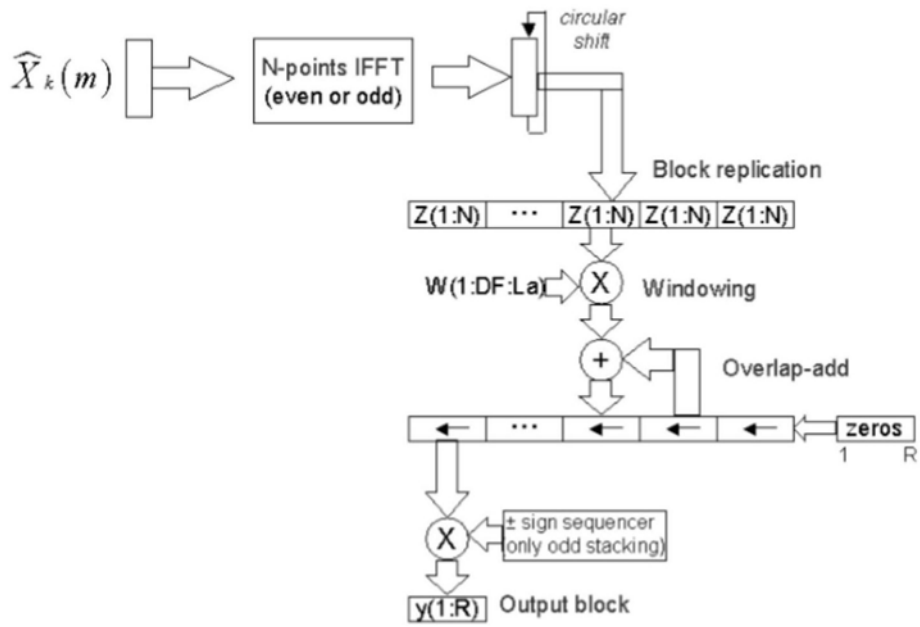 circular
shift
X̂ₖ(m)
N-points IFFT
(even or odd)
Block replication
Z(1:N) ... Z(1:N) Z(1:N) Z(1:N)
W(1:DF:La) X Windowing
+
Overlap-add
← ... ← ← ← zeros
1 R
X
± sign sequencer
(only odd stacking)
y(1:R) Output block